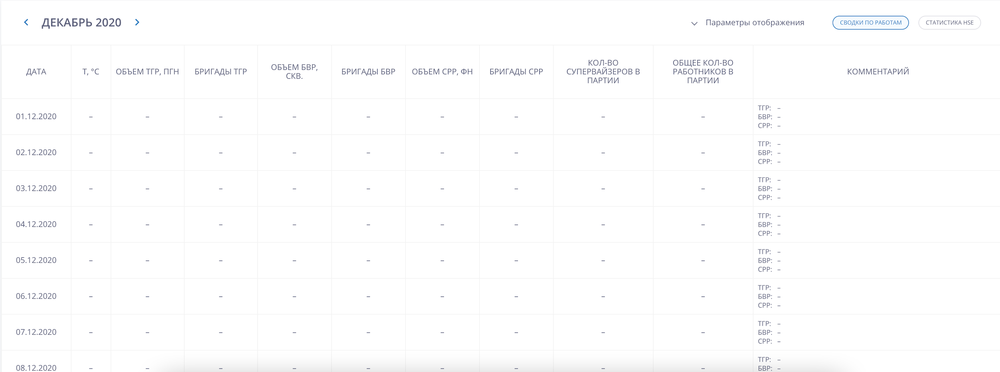 ДЕКАБРЬ 2020
Параметры отображения
СВОДКИ ПО РАБОТАМ
СТАТИСТИКА HSE
ДАТА
Т, °С
ОБЪЕМ ТГР, ПГН
БРИГАДЫ ТГР
ОБЪЕМ БВР,
СКВ.
БРИГАДЫ БВР
ОБЪЕМ СРР, ФН
БРИГАДЫ СРР
КОЛ-ВО
СУПЕРВАЙЗЕРОВ В
ПАРТИИ
ОБЩЕЕ КОЛ-ВО
РАБОТНИКОВ В
ПАРТИИ
КОММЕНТАРИЙ
01.12.2020 – – – – – – – – –
ТГР: –
БВР: –
СРР: –
02.12.2020 – – – – – – – – –
ТГР: –
БВР: –
СРР: –
03.12.2020 – – – – – – – – –
ТГР: –
БВР: –
СРР: –
04.12.2020 – – – – – – – – –
ТГР: –
БВР: –
СРР: –
05.12.2020 – – – – – – – – –
ТГР: –
БВР: –
СРР: –
06.12.2020 – – – – – – – – –
ТГР: –
БВР: –
СРР: –
07.12.2020 – – – – – – – – –
ТГР: –
БВР: –
СРР: –
08.12.2020 – – – – – – – – –
ТГР: –
БВР: –